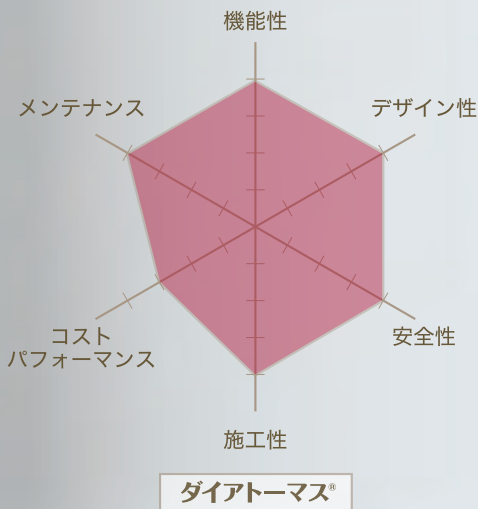 機能性
メンテナンス
デザイン性
コスト
パフォーマンス
安全性
施工性
ダイアトーマス®